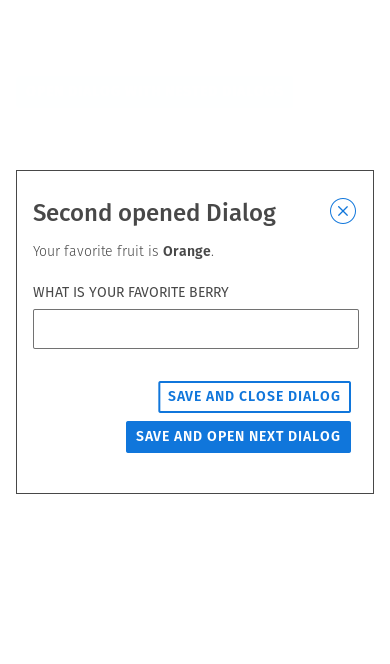 Second opened Dialog
Your favorite fruit is Orange.
WHAT IS YOUR FAVORITE BERRY
SAVE AND CLOSE DIALOG
SAVE AND OPEN NEXT DIALOG